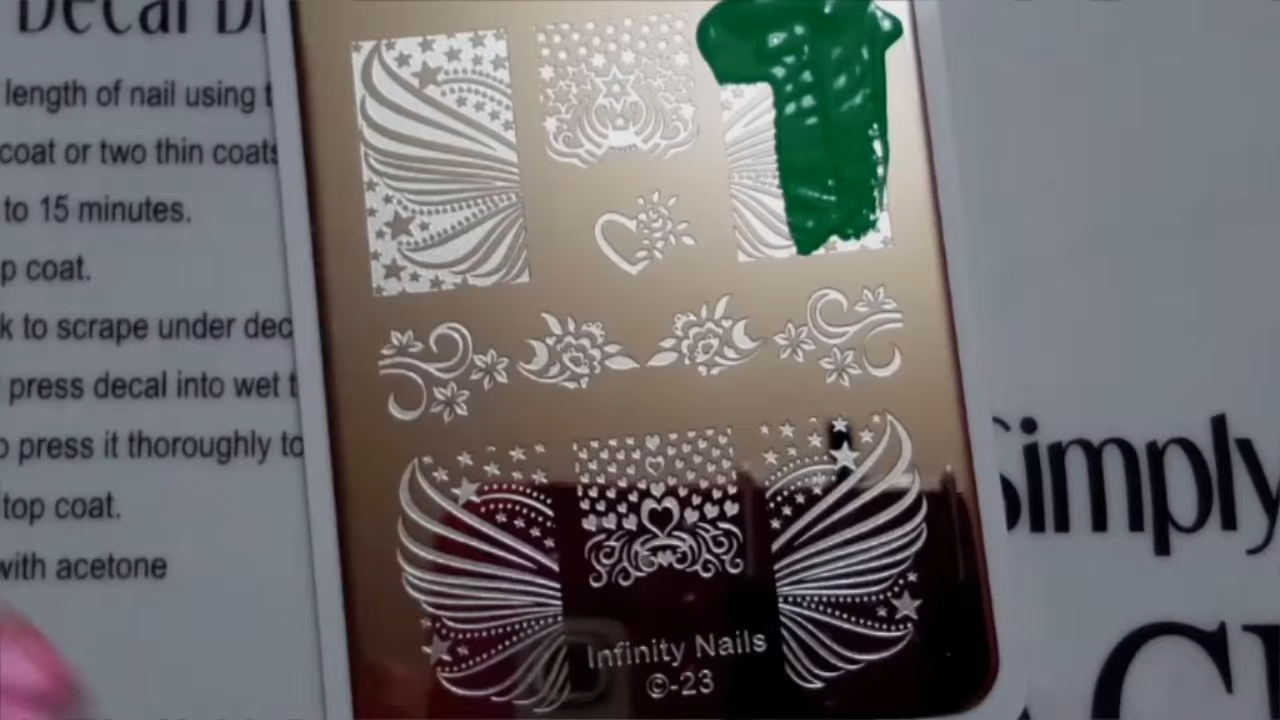 Decal
length of nail using
coat or two thin coats
to 15 minutes.
p coat.
k to scrape under dec
press decal into wet t
press it thoroughly to
top coat.
with acetone
Simply
Infinity Nails
©-23